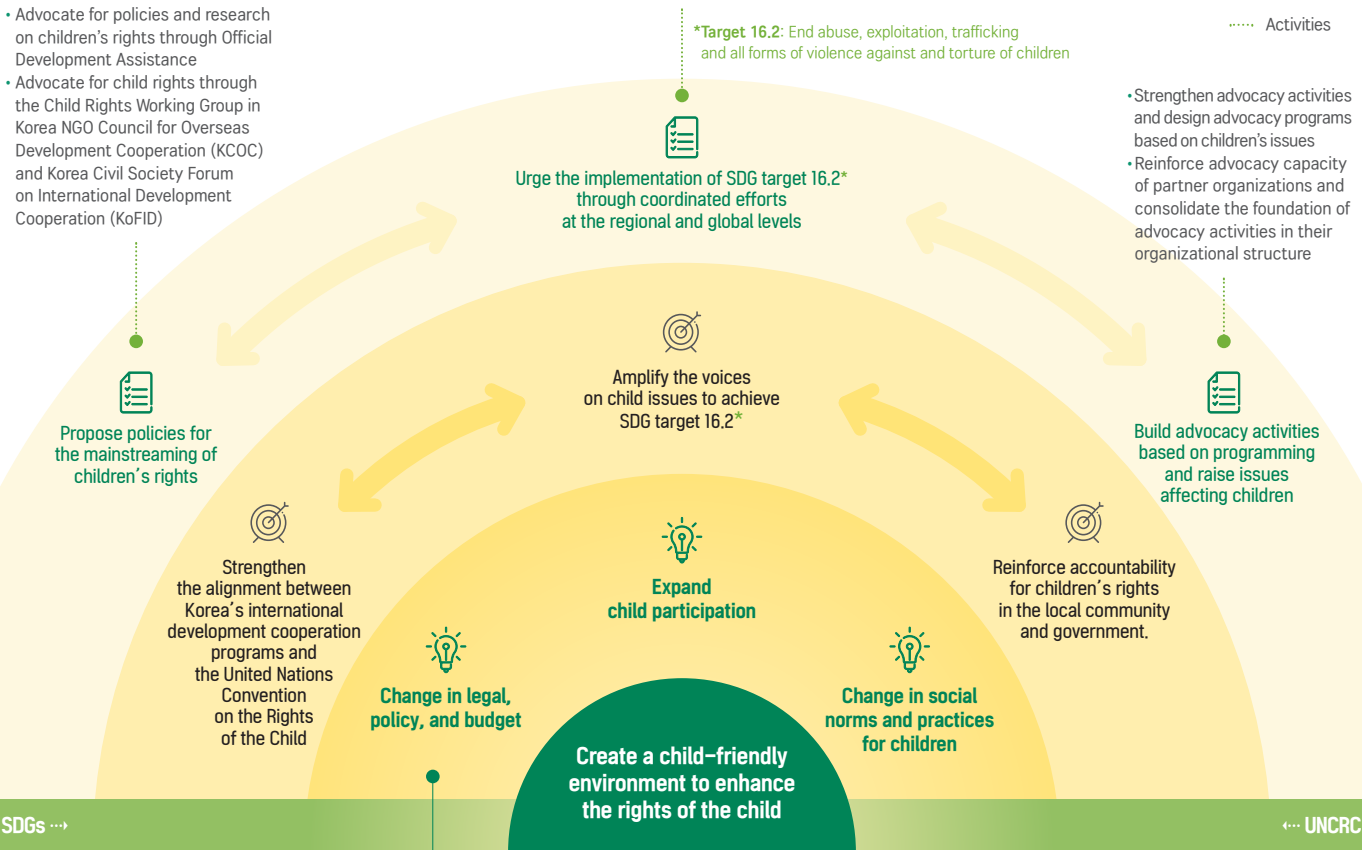 • Advocate for policies and research
on children's rights through Official
Development Assistance
• Advocate for child rights through
the Child Rights Working Group in
Korea NGO Council for Overseas
Development Cooperation (KCOC)
and Korea Civil Society Forum
on International Development
Cooperation (KoFID)
*Target 16.2: End abuse, exploitation, trafficking
and all forms of violence against and torture of children
Activities
• Strengthen advocacy activities
and design advocacy programs
based on children's issues
• Reinforce advocacy capacity
of partner organizations and
consolidate the foundation of
advocacy activities in their
organizational structure
Urge the implementation of SDG target 16.2*
through coordinated efforts
at the regional and global levels
Propose policies for
the mainstreaming of
children's rights
Amplify the voices
on child issues to achieve
SDG target 16.2*
Build advocacy activities
based on programming
and raise issues
affecting children
Strengthen
the alignment between
Korea's international
development cooperation
programs and
the United Nations
Convention
on the Rights
of the Child
Reinforce accountability
for children's rights
in the local community
and government.
Expand
child participation
Change in legal,
policy, and budget
Change in social
norms and practices
for children
Create a child-friendly
environment to enhance
the rights of the child
SDGs
UNCRC